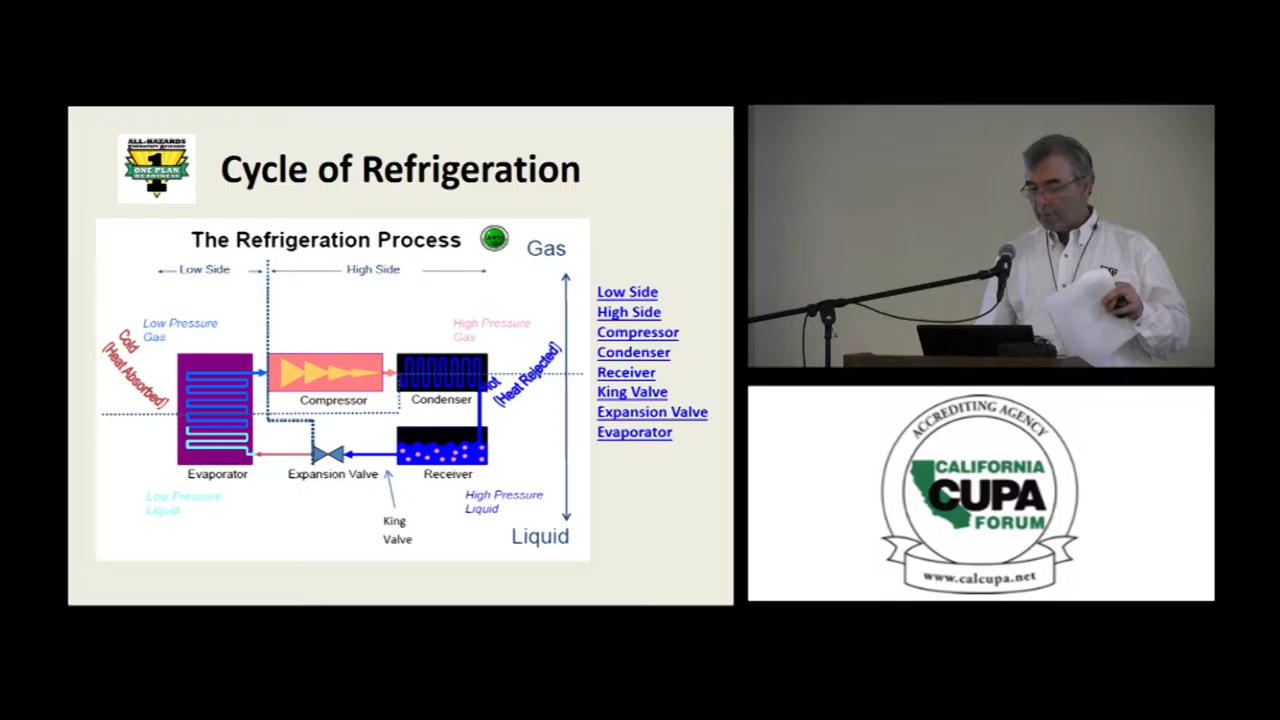 ALL-HAZARDS
1
ONE PLAN
READINESS
Cycle of Refrigeration
The Refrigeration Process
Gas
Low Side
High Side
Low Pressure
Gas
High Pressure
Gas
Cold
(Heat Absorbed)
Hot
(Heat Rejected)
Compressor
Condenser
Evaporator
Expansion Valve
Receiver
Low Pressure
Liquid
High Pressure
Liquid
King
Valve
Liquid
Low Side
High Side
Compressor
Condenser
Receiver
King Valve
Expansion Valve
Evaporator
ACCREDITING AGENCY
CALIFORNIA
CUPA
FORUM
www.calcupa.net